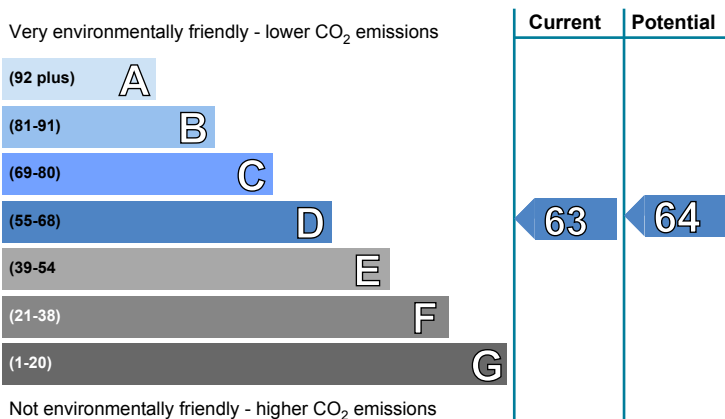 Very environmentally friendly - lower CO2 emissions
Current
Potential
(92 plus) A
(81-91) B
(69-80) C
(55-68) D
63
64
(39-54 E
(21-38) F
(1-20) G
Not environmentally friendly - higher CO2 emissions